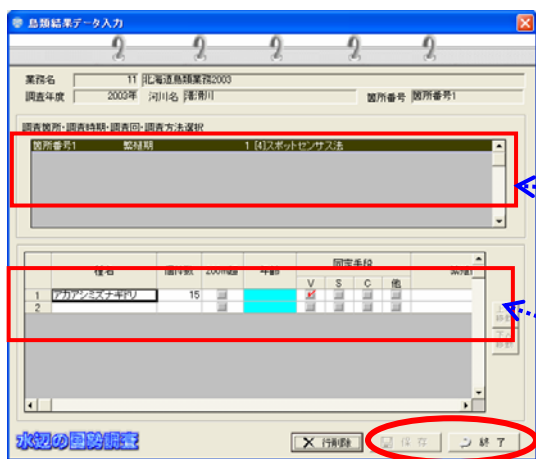 鳥類結果データ入力
業務名 11 北海道鳥類業務2003
調査年度 2003年 河川名 箇所番号 箇所番号1
調査箇所・調査時期・調査回・調査方法選択
箇所番号1 繁殖期 1 [4]スポットセンサス法
種名 個体数 200m以 年齢 同定手段
V S C 他
1 アカアシミズナギドリ 15
2
水辺の国勢調査 行削除 保存 終了